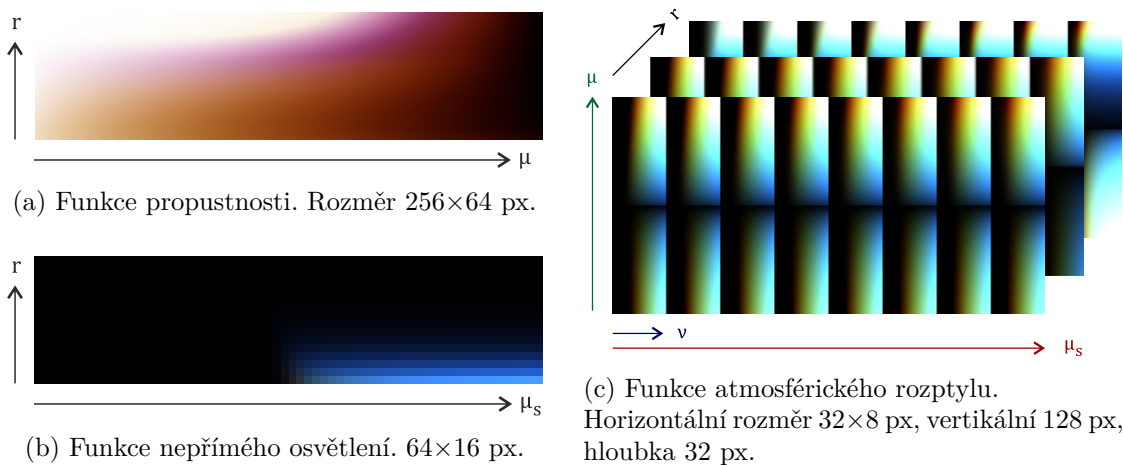 r
μ
(a) Funkce propustnosti. Rozměr 256×64 px.
r
μs
(b) Funkce nepřímého osvětlení. 64×16 px.
r
μ
ν
μs
(c) Funkce atmosférického rozptylu.
Horizontální rozměr 32×8 px, vertikální 128 px,
hloubka 32 px.